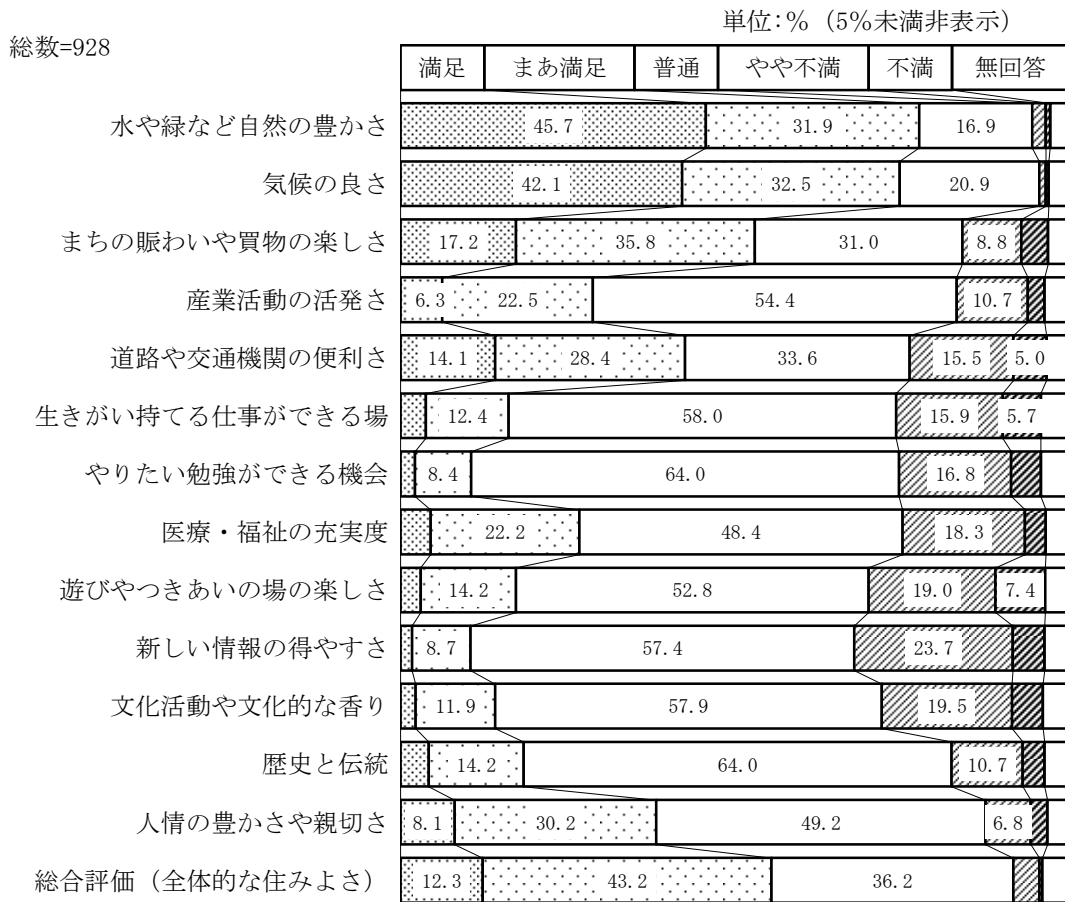 単位:％（5％未満非表示）
総数=928
満足 まあ満足 普通 やや不満 不満 無回答
水や緑など自然の豊かさ 45.7 31.9 16.9
気候の良さ 42.1 32.5 20.9
まちの賑わいや買物の楽しさ 17.2 35.8 31.0 8.8
産業活動の活発さ 6.3 22.5 54.4 10.7
道路や交通機関の便利さ 14.1 28.4 33.6 15.5 5.0
生きがい持てる仕事ができる場 12.4 58.0 15.9 5.7
やりたい勉強ができる機会 8.4 64.0 16.8
医療・福祉の充実度 22.2 48.4 18.3
遊びやつきあいの場の楽しさ 14.2 52.8 19.0 7.4
新しい情報の得やすさ 8.7 57.4 23.7
文化活動や文化的な香り 11.9 57.9 19.5
歴史と伝統 14.2 64.0 10.7
人情の豊かさや親切さ 8.1 30.2 49.2 6.8
総合評価（全体的な住みよさ） 12.3 43.2 36.2